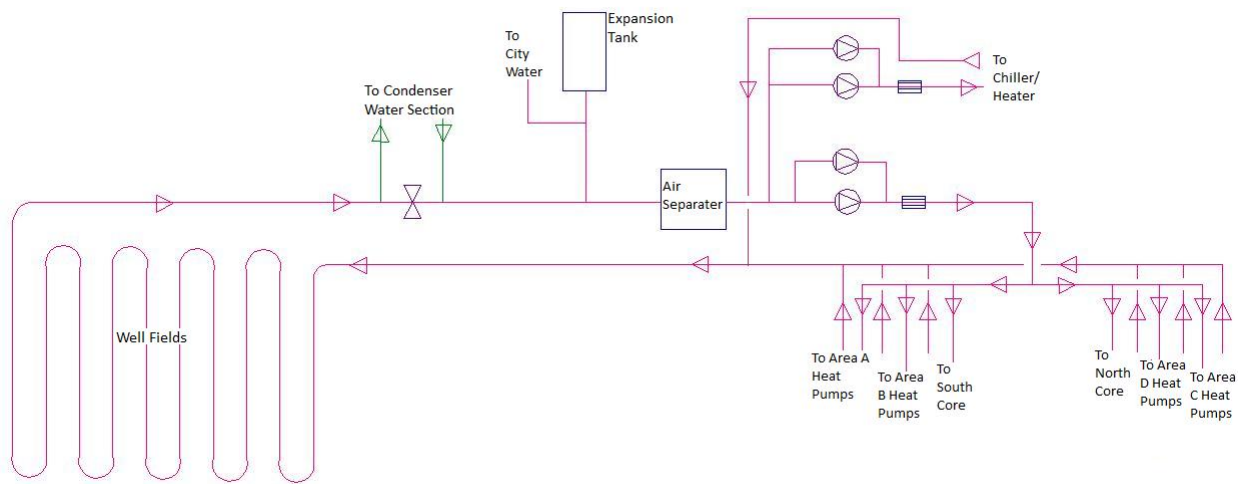 Expansion
Tank
To
City
Water
To
Chiller/
Heater
To Condenser
Water Section
Air
Separater
Well Fields
To Area A
Heat
Pumps
To Area
B Heat
Pumps
To
South
Core
To
North
Core
To Area
D Heat
Pumps
To Area
C Heat
Pumps